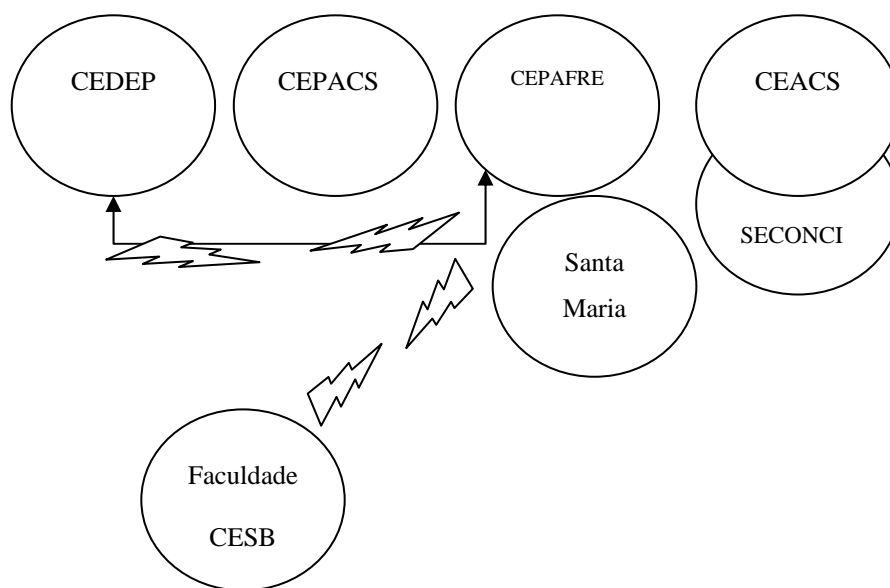 CEDEP
CEPACS
CEPAFRE
CEACS
SECONCI
Santa
Maria
Faculdade
CESB